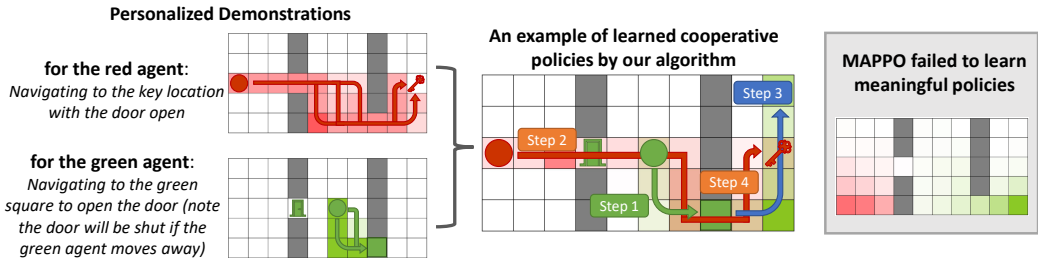 Personalized Demonstrations
for the red agent:
Navigating to the key location
with the door open
for the green agent:
Navigating to the green
square to open the door (note
the door will be shut if the
green agent moves away)
An example of learned cooperative
policies by our algorithm
Step 2
Step 1
Step 4
Step 3
MAPPO failed to learn
meaningful policies